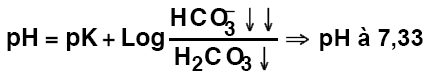 pH = pK + Log HCO₃⁻ ↓ ↓ / H₂CO₃ ↓ ⇒ pH à 7,33